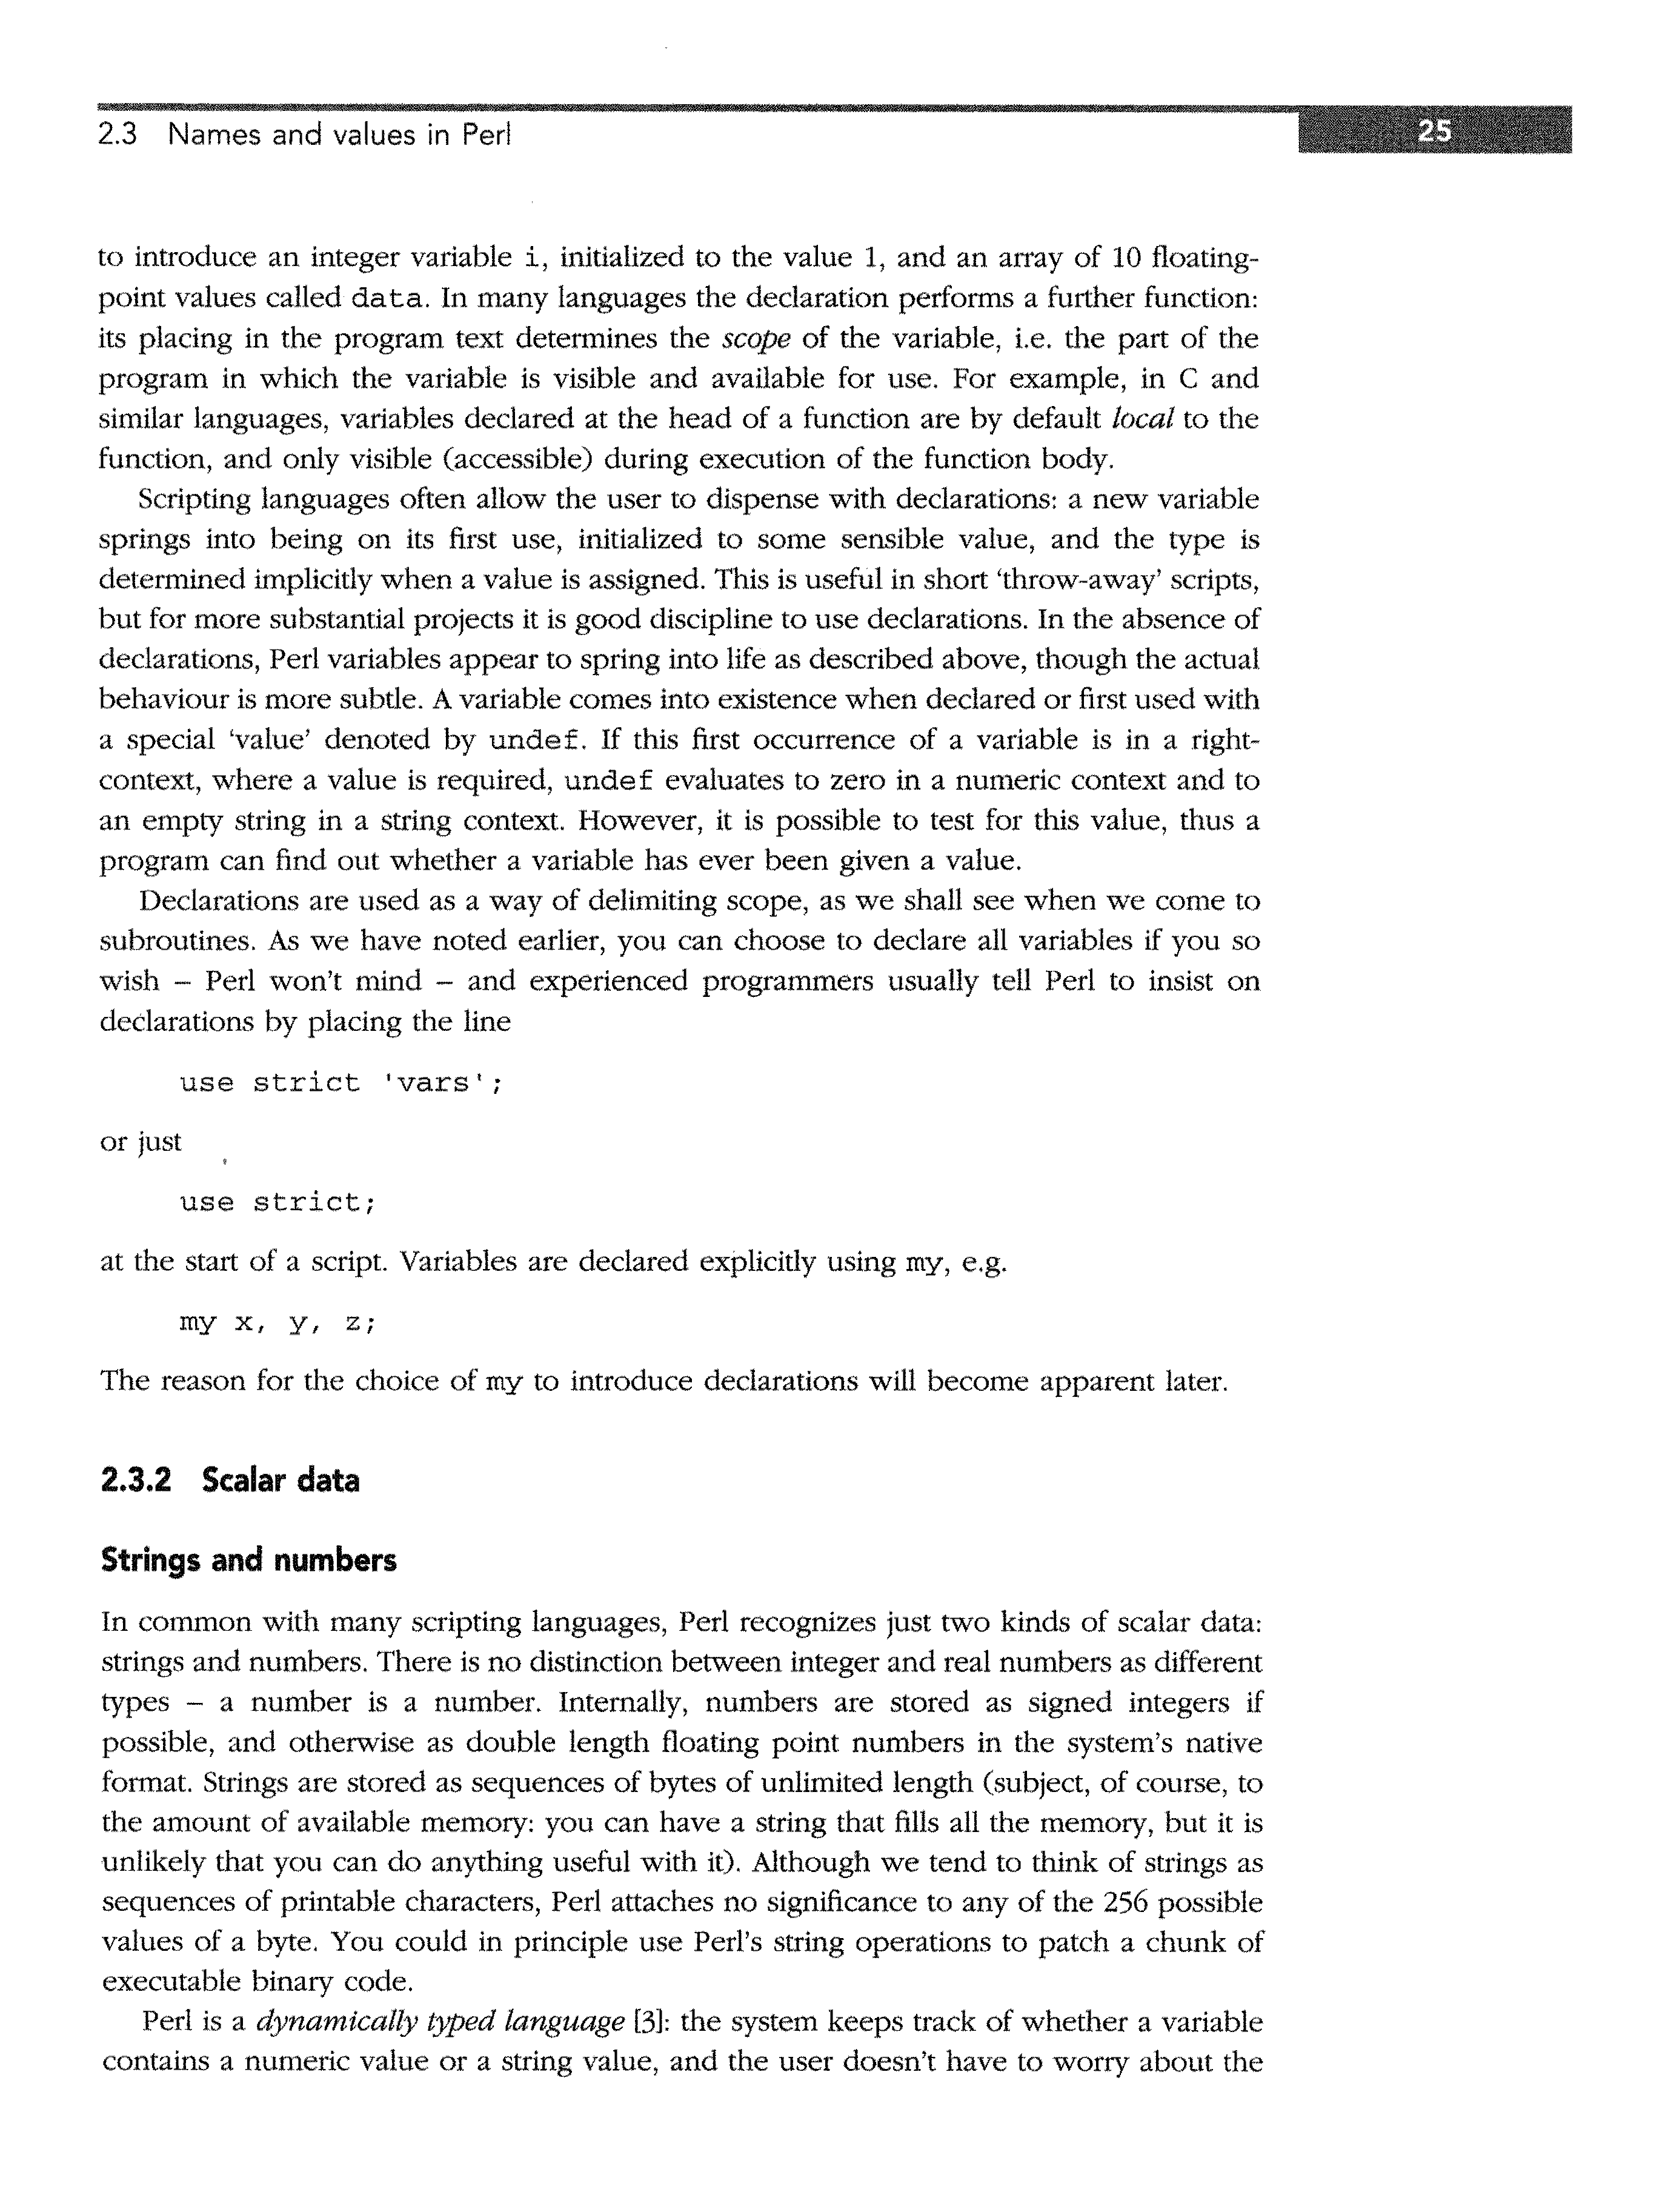 2.3 Names and values in Perl 25
to introduce an integer variable i, initialized to the value 1, and an array of 10 floating-
point values called data. In many languages the declaration performs a further function:
its placing in the program text determines the scope of the variable, i.e. the part of the
program in which the variable is visible and available for use. For example, in C and
similar languages, variables declared at the head of a function are by default local to the
function, and only visible (accessible) during execution of the function body.
Scripting languages often allow the user to dispense with declarations: a new variable
springs into being on its first use, initialized to some sensible value, and the type is
determined implicitly when a value is assigned. This is useful in short ‘throw-away’ scripts,
but for more substantial projects it is good discipline to use declarations. In the absence of
declarations, Perl variables appear to spring into life as described above, though the actual
behaviour is more subtle. A variable comes into existence when declared or first used with
a special ‘value’ denoted by undef. If this first occurrence of a variable is in a right-
context, where a value is required, undef evaluates to zero in a numeric context and to
an empty string in a string context. However, it is possible to test for this value, thus a
program can find out whether a variable has ever been given a value.
Declarations are used as a way of delimiting scope, as we shall see when we come to
subroutines. As we have noted earlier, you can choose to declare all variables if you so
wish – Perl won't mind – and experienced programmers usually tell Perl to insist on
declarations by placing the line
use strict 'vars';
or just
use strict;
at the start of a script. Variables are declared explicitly using my, e.g.
my x, y, z;
The reason for the choice of my to introduce declarations will become apparent later.
2.3.2 Scalar data
Strings and numbers
In common with many scripting languages, Perl recognizes just two kinds of scalar data:
strings and numbers. There is no distinction between integer and real numbers as different
types – a number is a number. Internally, numbers are stored as signed integers if
possible, and otherwise as double length floating point numbers in the system's native
format. Strings are stored as sequences of bytes of unlimited length (subject, of course, to
the amount of available memory: you can have a string that fills all the memory, but it is
unlikely that you can do anything useful with it). Although we tend to think of strings as
sequences of printable characters, Perl attaches no significance to any of the 256 possible
values of a byte. You could in principle use Perl's string operations to patch a chunk of
executable binary code.
Perl is a dynamically typed language [3]: the system keeps track of whether a variable
contains a numeric value or a string value, and the user doesn't have to worry about the